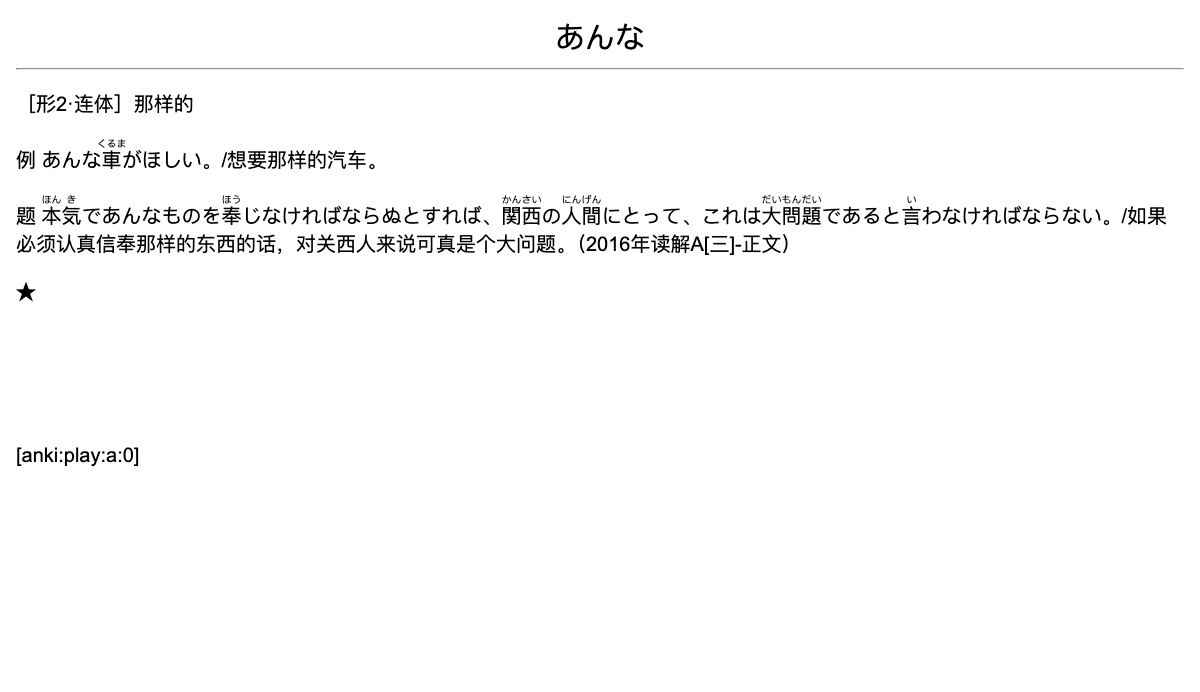 あんな
［形2·连体］那样的
例 あんな車がほしい。/想要那样的汽车。
くるま
題 本気であんなものを奉じなければならぬとすれば、関西の人間にとって、これは大問題であると言わなければならない。/如果
ほん き ほう かんさい にんげん だいもんだい い
必须认真信奉那样的东西的话，对关西人来说可真是个大问题。（2016年读解A[三]-正文）
★
[anki:play:a:0]